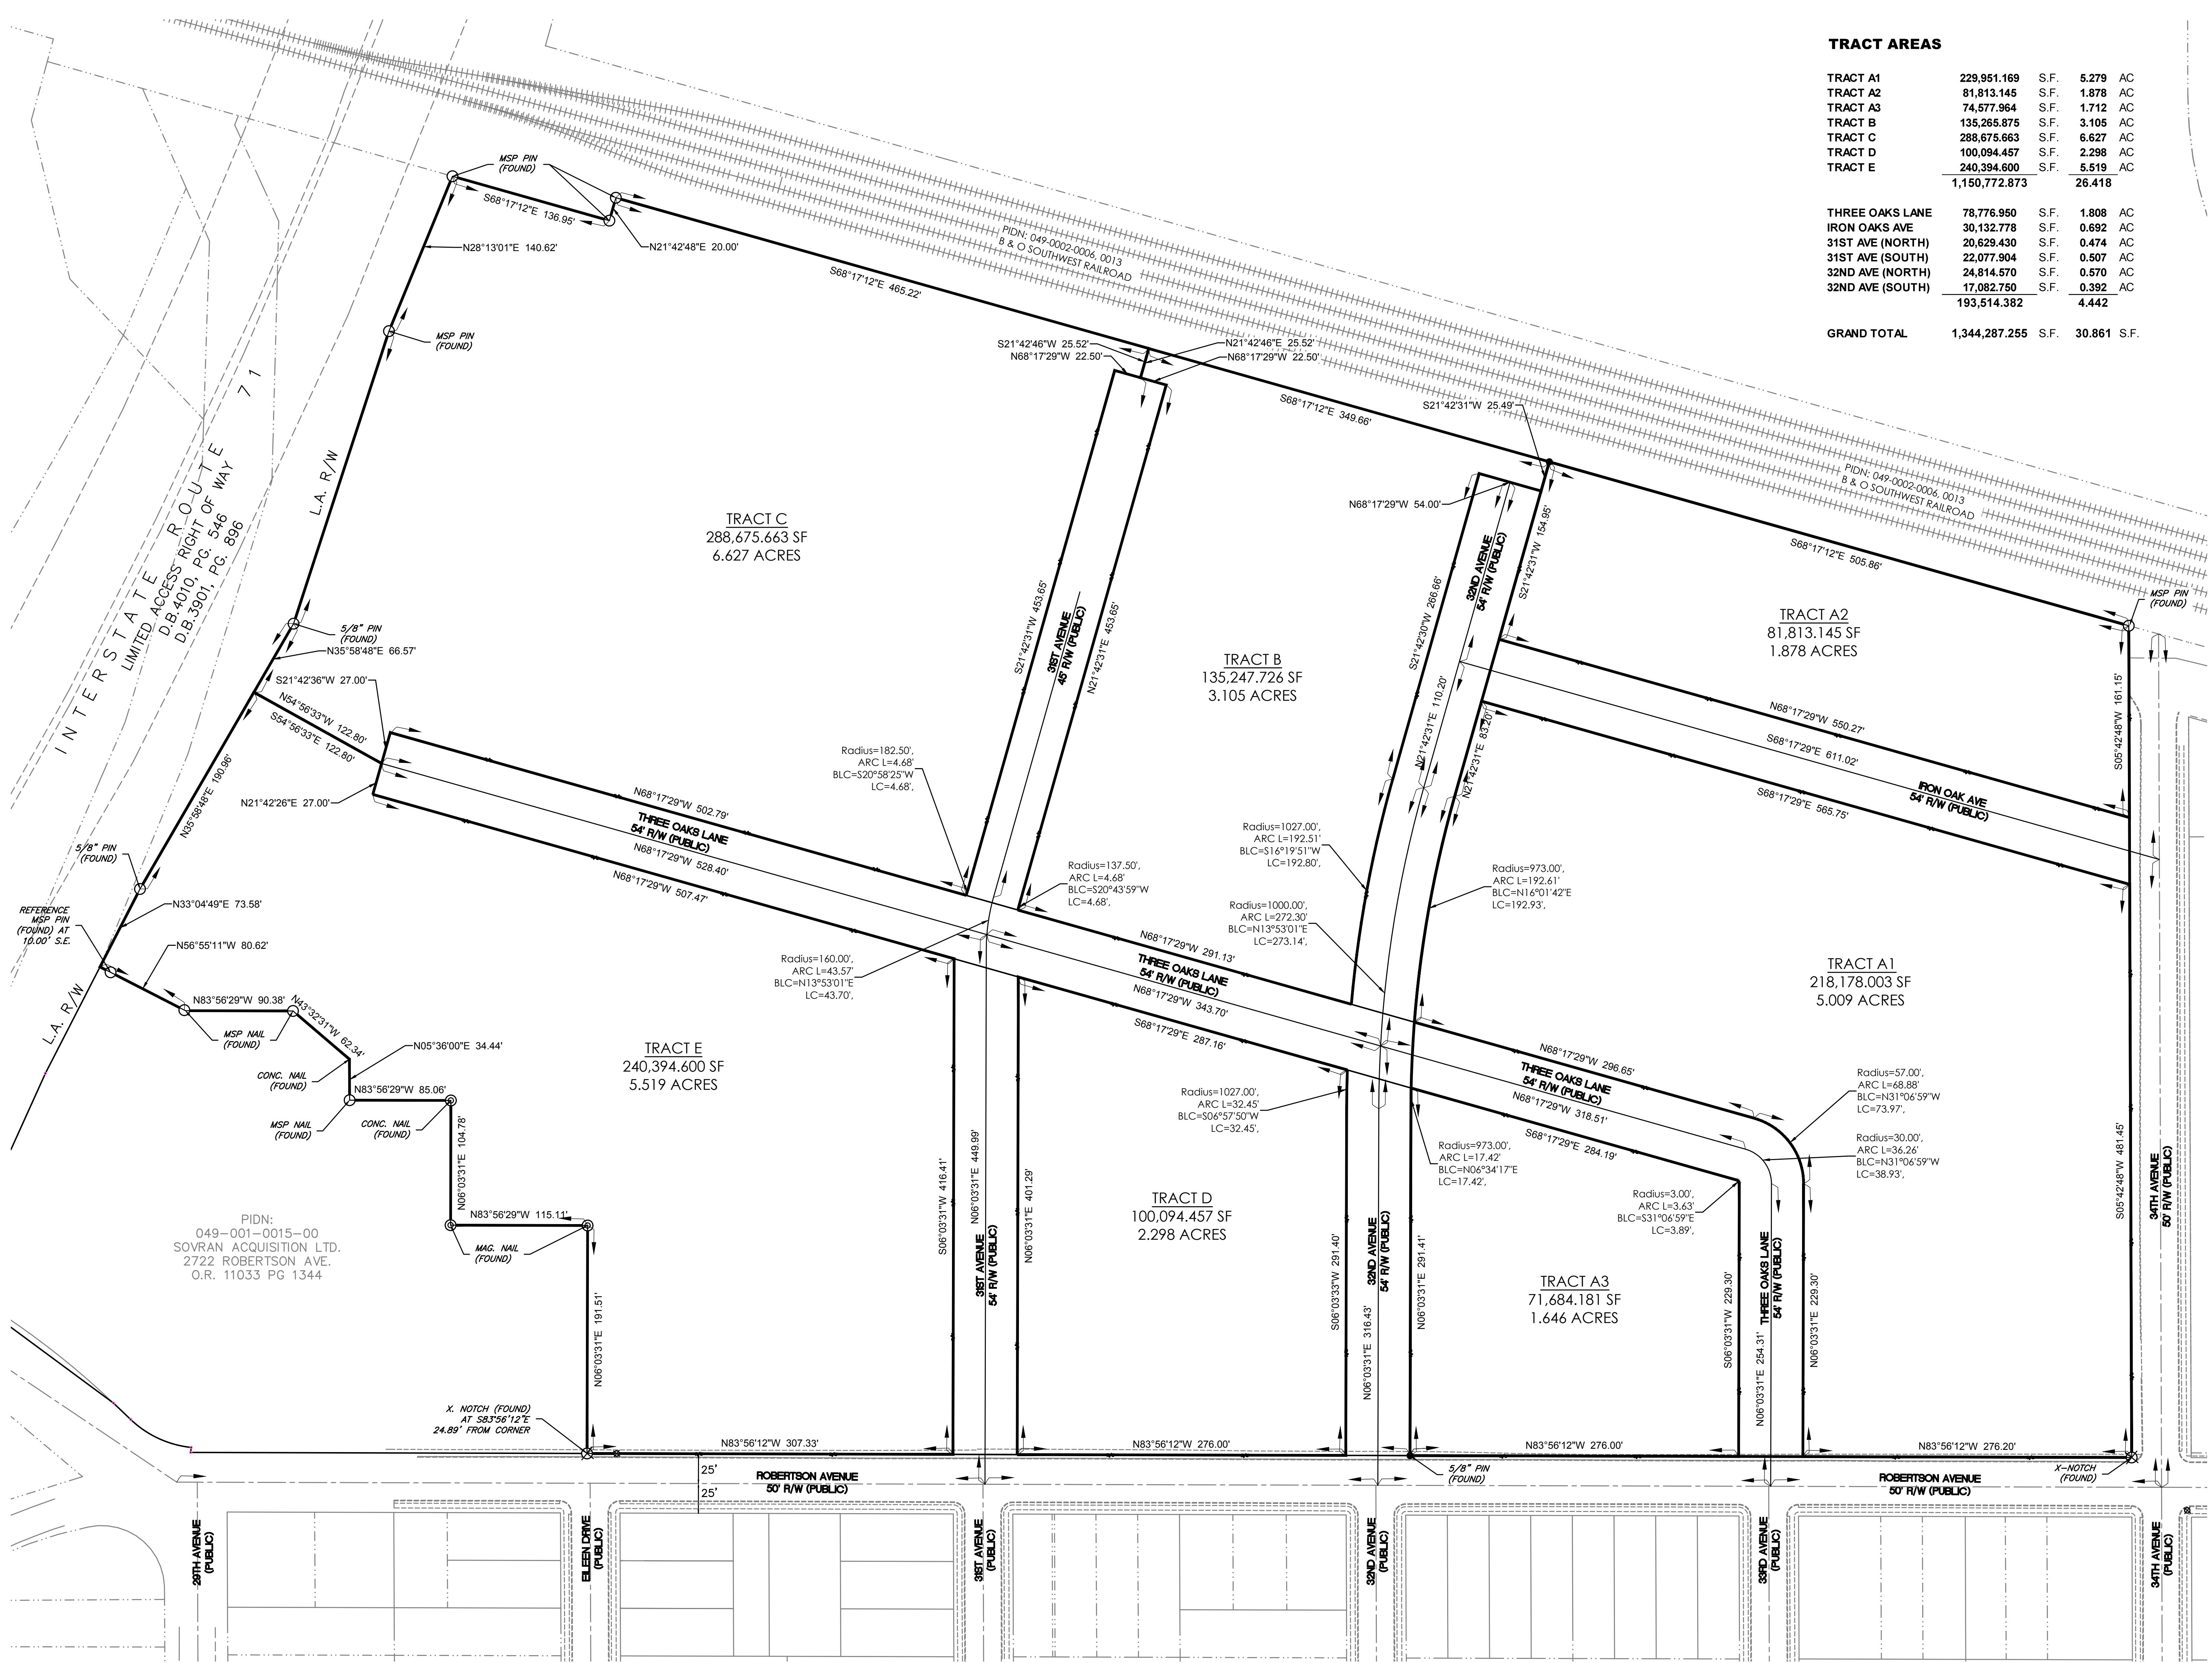 TRACT AREAS
TRACT A1 229,951.169 S.F. 5.279 AC
TRACT A2 81,813.145 S.F. 1.878 AC
TRACT A3 74,577.964 S.F. 1.712 AC
TRACT B 135,265.875 S.F. 3.105 AC
TRACT C 288,675.663 S.F. 6.627 AC
TRACT D 100,094.457 S.F. 2.298 AC
TRACT E 240,394.600 S.F. 5.519 AC
1,150,772.873 26.418
THREE OAKS LANE 78,776.950 S.F. 1.808 AC
IRON OAKS AVE 30,132.778 S.F. 0.692 AC
31ST AVE (NORTH) 20,629.430 S.F. 0.474 AC
31ST AVE (SOUTH) 22,077.904 S.F. 0.507 AC
32ND AVE (NORTH) 24,814.570 S.F. 0.570 AC
32ND AVE (SOUTH) 17,082.750 S.F. 0.392 AC
193,514.382 4.442
GRAND TOTAL 1,344,287.255 S.F. 30.861 S.F.
MSP PIN
(FOUND)
S68°17'12"E 136.95'
N28°13'01"E 140.62'
N21°42'48"E 20.00'
PIDN: 049-0002-0006, 0013
B & O SOUTHWEST RAILROAD
S68°17'12"E 465.22'
MSP PIN
(FOUND)
S21°42'46"W 25.52'
N68°17'29"W 22.50'
N21°42'46"E 25.52'
N68°17'29"W 22.50'
S68°17'12"E 349.66'
S21°42'31"W 25.49'
PIDN: 049-0002-0006, 0013
B & O SOUTHWEST RAILROAD
S68°17'12"E 505.86'
MSP PIN
(FOUND)
INTERSTATE ROUTE 71
LIMITED ACCESS RIGHT OF WAY
D.B.4010, PG. 546
D.B.3901, PG. 896
L.A. R/W
TRACT C
288,675.663 SF
6.627 ACRES
N68°17'29"W 54.00'
32ND AVENUE
54' R/W (PUBLIC)
S21°42'31"W 154.95'
S21°42'30"W 266.66'
N21°42'31"E 110.20'
N21°42'31"E 83.20'
S21°42'31"W 453.65'
31ST AVENUE
45' R/W (PUBLIC)
N21°42'31"E 453.65'
TRACT B
135,247.726 SF
3.105 ACRES
TRACT A2
81,813.145 SF
1.878 ACRES
S05°42'48"W 161.15'
N68°17'29"W 550.27'
S68°17'29"E 611.02'
IRON OAK AVE
54' R/W (PUBLIC)
S68°17'29"E 565.75'
5/8" PIN
(FOUND)
N35°58'48"E 66.57'
S21°42'36"W 27.00'
N54°56'33"W 122.80'
S54°56'33"E 122.80'
N35°58'48"E 190.96'
N21°42'26"E 27.00'
N68°17'29"W 502.79'
THREE OAKS LANE
54' R/W (PUBLIC)
N68°17'29"W 528.40'
N68°17'29"W 507.47'
Radius=182.50',
ARC L=4.68'
BLC=S20°58'25"W
LC=4.68',
Radius=137.50',
ARC L=4.68'
BLC=S20°43'59"W
LC=4.68',
Radius=1027.00',
ARC L=192.51'
BLC=S16°19'51"W
LC=192.80',
Radius=973.00',
ARC L=192.61'
BLC=N16°01'42"E
LC=192.93',
Radius=1000.00'
ARC L=272.30'
BLC=N13°53'01"E
LC=273.14',
Radius=160.00',
ARC L=43.57'
BLC=N13°53'01"E
LC=43.70',
5/8" PIN
(FOUND)
REFERENCE
MSP PIN
(FOUND) AT
10.00' S.E.
N33°04'49"E 73.58'
N56°55'11"W 80.62'
L.A. R/W
N83°56'29"W 90.38'
MSP NAIL
(FOUND)
N43°32'31"W 62.34'
CONC. NAIL
(FOUND)
N05°36'00"E 34.44'
N83°56'29"W 85.06'
MSP NAIL
(FOUND)
CONC. NAIL
(FOUND)
N06°03'31"E 104.78'
N83°56'29"W 115.11'
MAG. NAIL
(FOUND)
N06°03'31"E 191.51'
TRACT E
240,394.600 SF
5.519 ACRES
N68°17'29"W 291.13'
THREE OAKS LANE
54' R/W (PUBLIC)
N68°17'29"W 343.70'
S68°17'29"E 287.16'
TRACT A1
218,178.003 SF
5.009 ACRES
N68°17'29"W 296.65'
THREE OAKS LANE
54' R/W (PUBLIC)
N68°17'29"W 318.51'
S68°17'29"E 284.19'
Radius=1027.00',
ARC L=32.45'
BLC=S06°57'50"W
LC=32.45',
Radius=973.00',
ARC L=17.42'
BLC=N06°34'17"E
LC=17.42',
Radius=57.00',
ARC L=68.88'
BLC=N31°06'59"W
LC=73.97',
Radius=30.00',
ARC L=36.26'
BLC=N31°06'59"W
LC=38.93',
Radius=3.00',
ARC L=3.63'
BLC=S31°06'59"E
LC=3.89',
S06°03'31"W 416.41'
N06°03'31"E 449.99'
31ST AVENUE
54' R/W (PUBLIC)
N06°03'31"E 401.29'
TRACT D
100,094.457 SF
2.298 ACRES
S06°03'33"W 291.40'
N06°03'31"E 316.43'
32ND AVENUE
54' R/W (PUBLIC)
N06°03'31"E 291.41'
TRACT A3
71,684.181 SF
1.646 ACRES
S06°03'31"W 229.30'
N06°03'31"E 254.31'
THREE OAKS LANE
54' R/W (PUBLIC)
N06°03'31"E 229.30'
S05°42'48"W 481.45'
34TH AVENUE
50' R/W (PUBLIC)
PIDN:
049-001-0015-00
SOVRAN ACQUISITION LTD.
2722 ROBERTSON AVE.
O.R. 11033 PG 1344
X. NOTCH (FOUND)
AT S83°56'12"E
24.89' FROM CORNER
N83°56'12"W 307.33'
N83°56'12"W 276.00'
N83°56'12"W 276.00'
N83°56'12"W 276.20'
25'
25'
ROBERTSON AVENUE
50' R/W (PUBLIC)
5/8" PIN
(FOUND)
ROBERTSON AVENUE
50' R/W (PUBLIC)
X-NOTCH
(FOUND)
29TH AVENUE
(PUBLIC)
EILEEN DRIVE
(PUBLIC)
31ST AVENUE
(PUBLIC)
32ND AVENUE
(PUBLIC)
33RD AVENUE
(PUBLIC)
34TH AVENUE
(PUBLIC)